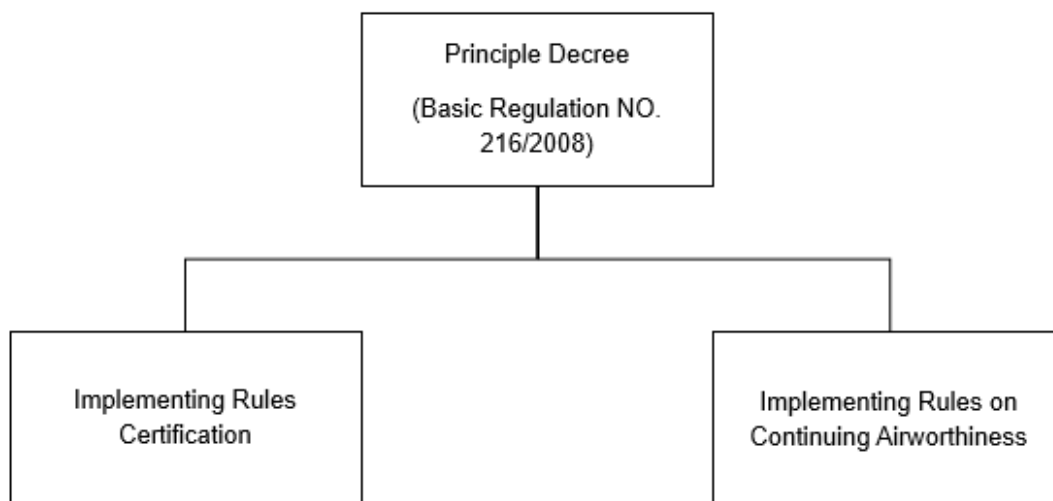 Principle Decree
(Basic Regulation NO.
216/2008)
Implementing Rules
Certification
Implementing Rules on
Continuing Airworthiness